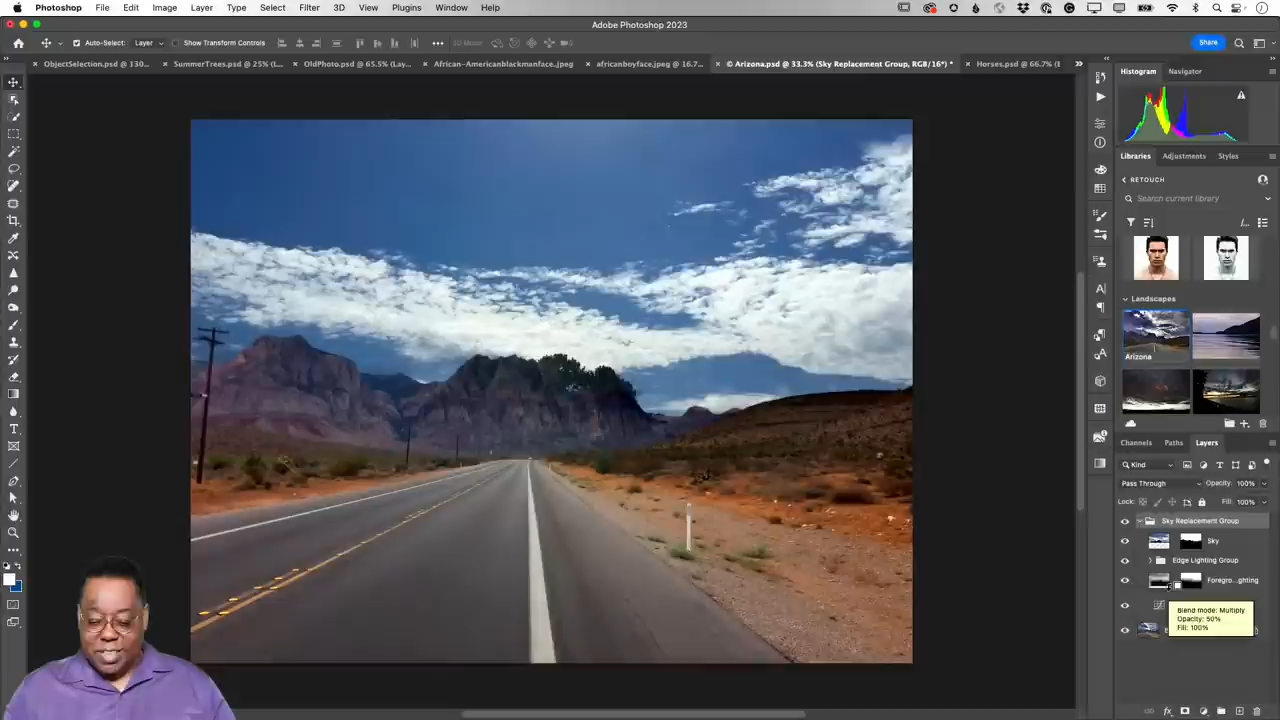 Photoshop File Edit Image Layer Type Select Filter 3D View Plugins Window Help
Adobe Photoshop 2023
Auto-Select: Layer Show Transform Controls 3D Mode: Share
ObjectSelection.psd @ 330... SummerTrees.psd @ 25% (L... OldPhoto.psd @ 65.5% (Lay... African-Americanblackmanface.jpeg africanboyface.jpeg @ 16.7... © Arizona.psd @ 33.3% (Sky Replacement Group, RGB/16*) * Horses.psd @ 66.7% (
Histogram Navigator
Libraries Adjustments Styles
RETOUCH
Search current library
Landscapes
Arizona
Channels Paths Layers
Kind
Pass Through Opacity: 100%
Lock: Fill: 100%
Sky Replacement Group
Sky
Edge Lighting Group
Foregro...ghting
Blend mode: Multiply
Opacity: 50%
Fill: 100%